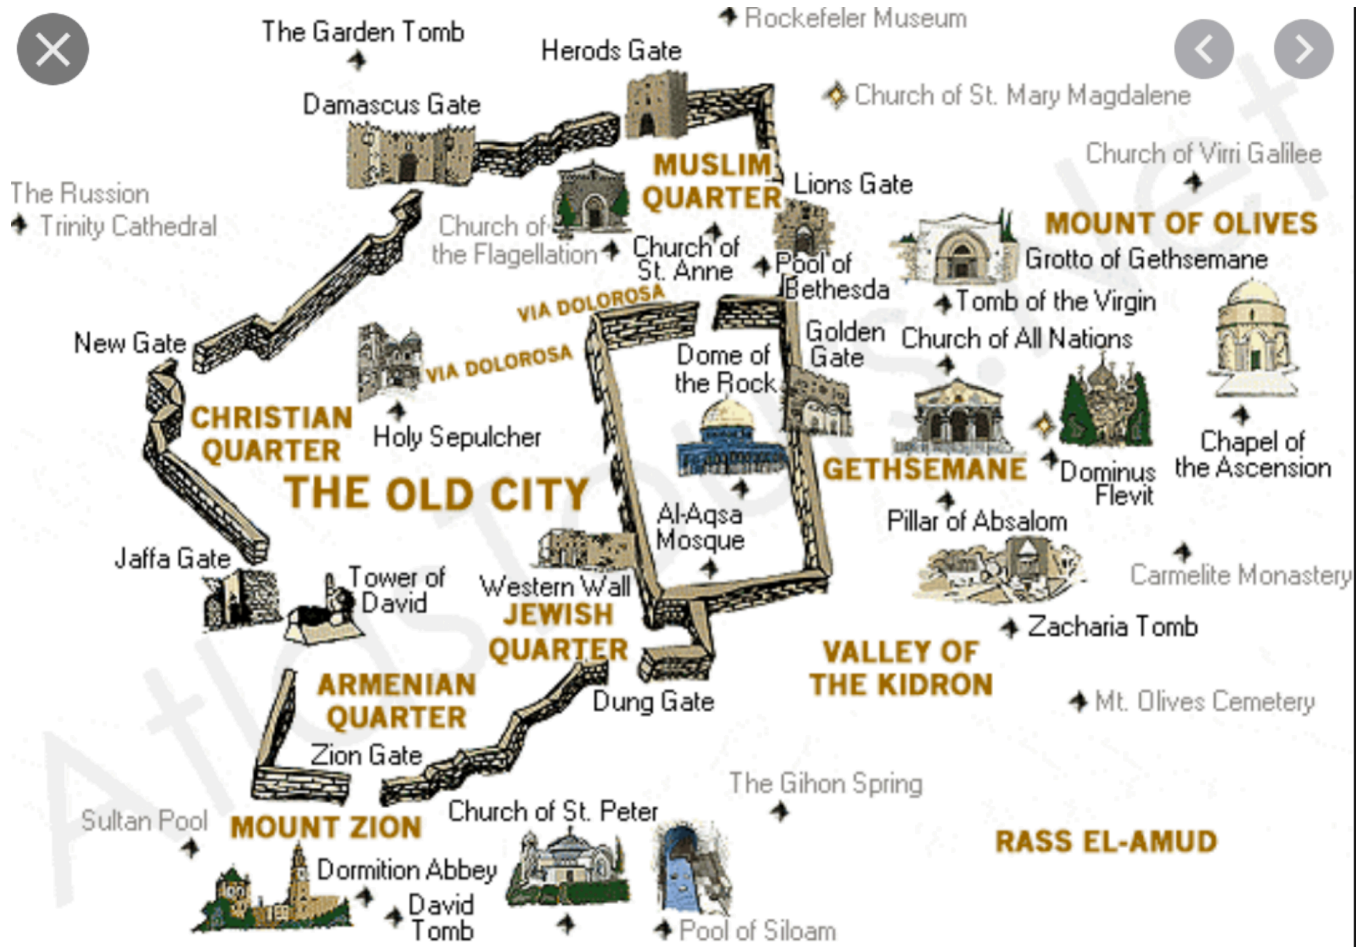 Rockefeler Museum
The Garden Tomb
Herods Gate
Church of St. Mary Magdalene
Damascus Gate
Church of Virri Galilee
MUSLIM
QUARTER
Lions Gate
The Russion
Trinity Cathedral
MOUNT OF OLIVES
Church of
the Flagellation
Church of
St. Anne
Pool of
Bethesda
Grotto of Gethsemane
Tomb of the Virgin
VIA DOLOROSA
New Gate
Golden
Gate
Church of All Nations
VIA DOLOROSA
Dome of
the Rock
CHRISTIAN
QUARTER
Holy Sepulcher
Chapel of
the Ascension
GETHSEMANE
Dominus
Flevit
THE OLD CITY
Al-Aqsa
Mosque
Pillar of Absalom
Jaffa Gate
Tower of
David
Western Wall
Carmelite Monastery
JEWISH
QUARTER
Zacharia Tomb
VALLEY OF
THE KIDRON
ARMENIAN
QUARTER
Dung Gate
Mt. Olives Cemetery
Zion Gate
The Gihon Spring
Sultan Pool
MOUNT ZION
Church of St. Peter
RASS EL-AMUD
Dormition Abbey
David
Tomb
Pool of Siloam
AtlasTours.Net